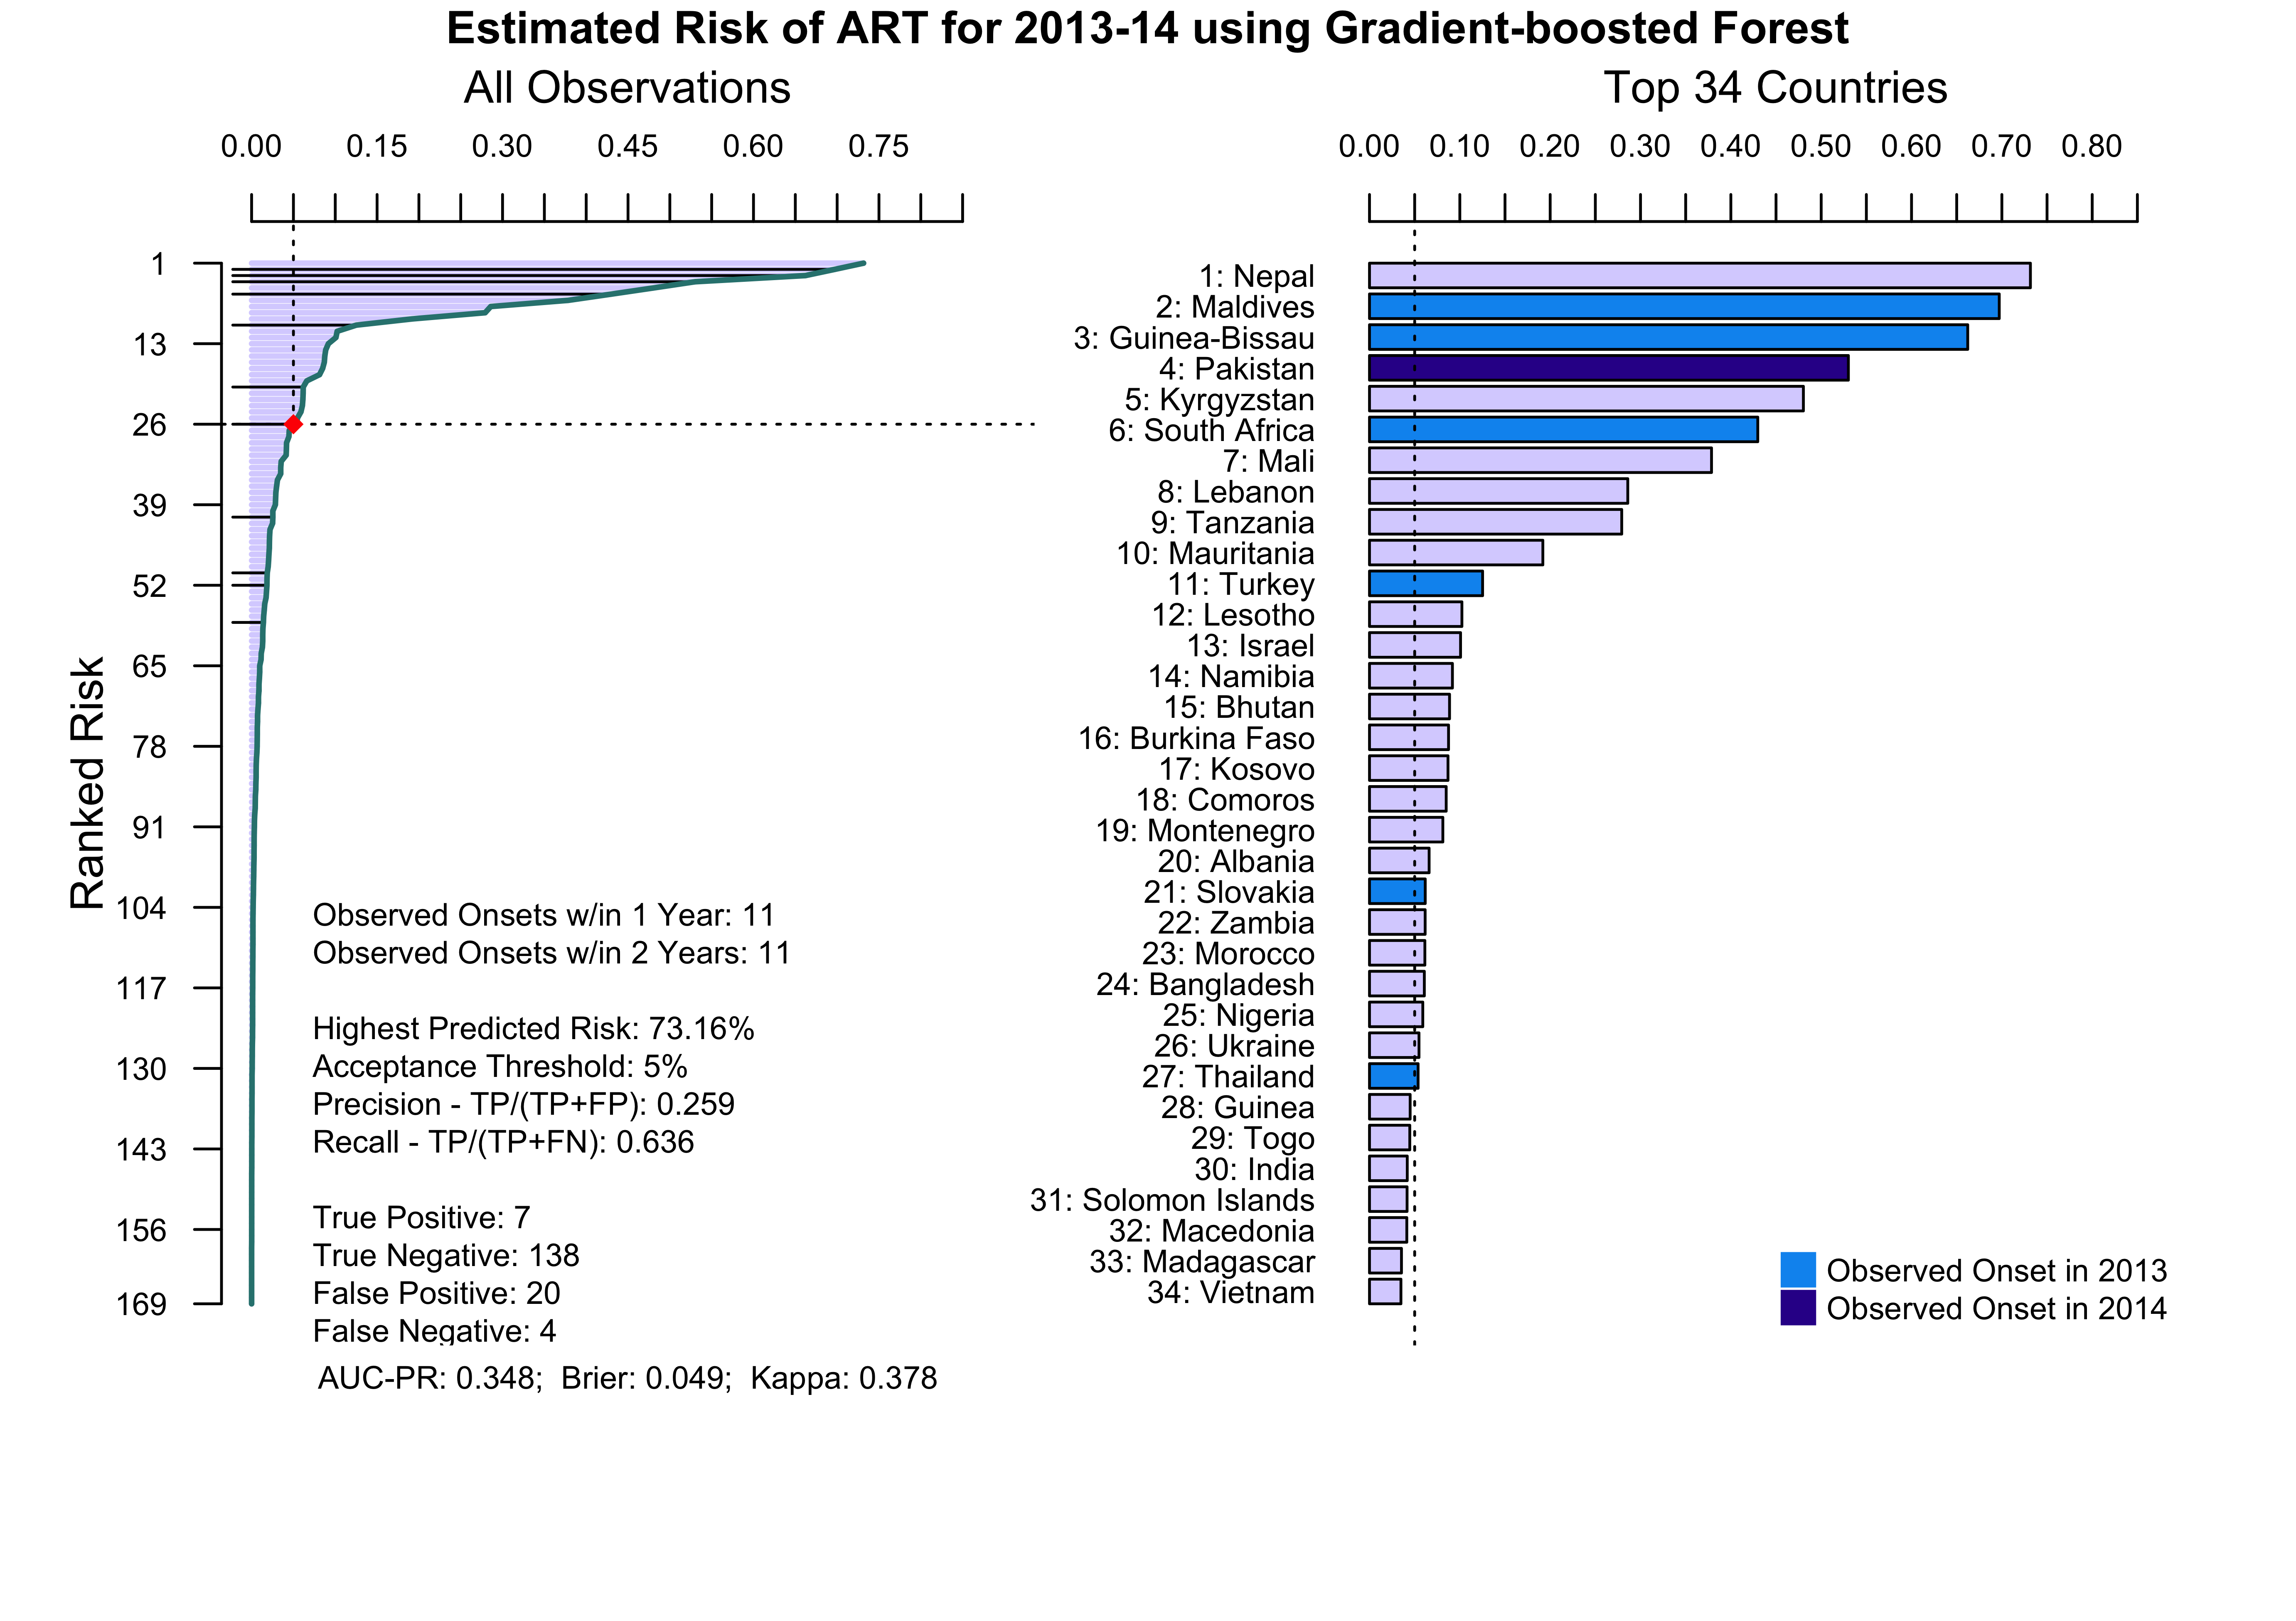 Estimated Risk of ART for 2013-14 using Gradient-boosted Forest
All Observations
0.00 0.15 0.30 0.45 0.60 0.75
Ranked Risk
1
13
26
39
52
65
78
91
104
117
130
143
156
169
Observed Onsets w/in 1 Year: 11
Observed Onsets w/in 2 Years: 11
Highest Predicted Risk: 73.16%
Acceptance Threshold: 5%
Precision - TP/(TP+FP): 0.259
Recall - TP/(TP+FN): 0.636
True Positive: 7
True Negative: 138
False Positive: 20
False Negative: 4
AUC-PR: 0.348; Brier: 0.049; Kappa: 0.378
Top 34 Countries
0.00 0.10 0.20 0.30 0.40 0.50 0.60 0.70 0.80
1: Nepal
2: Maldives
3: Guinea-Bissau
4: Pakistan
5: Kyrgyzstan
6: South Africa
7: Mali
8: Lebanon
9: Tanzania
10: Mauritania
11: Turkey
12: Lesotho
13: Israel
14: Namibia
15: Bhutan
16: Burkina Faso
17: Kosovo
18: Comoros
19: Montenegro
20: Albania
21: Slovakia
22: Zambia
23: Morocco
24: Bangladesh
25: Nigeria
26: Ukraine
27: Thailand
28: Guinea
29: Togo
30: India
31: Solomon Islands
32: Macedonia
33: Madagascar
34: Vietnam
Observed Onset in 2013
Observed Onset in 2014